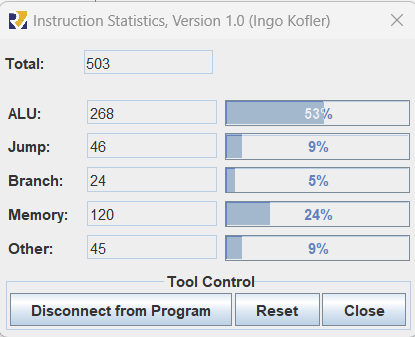 Instruction Statistics, Version 1.0 (Ingo Kofler)
Total: 503
ALU: 268 53%
Jump: 46 9%
Branch: 24 5%
Memory: 120 24%
Other: 45 9%
Tool Control
Disconnect from Program Reset Close